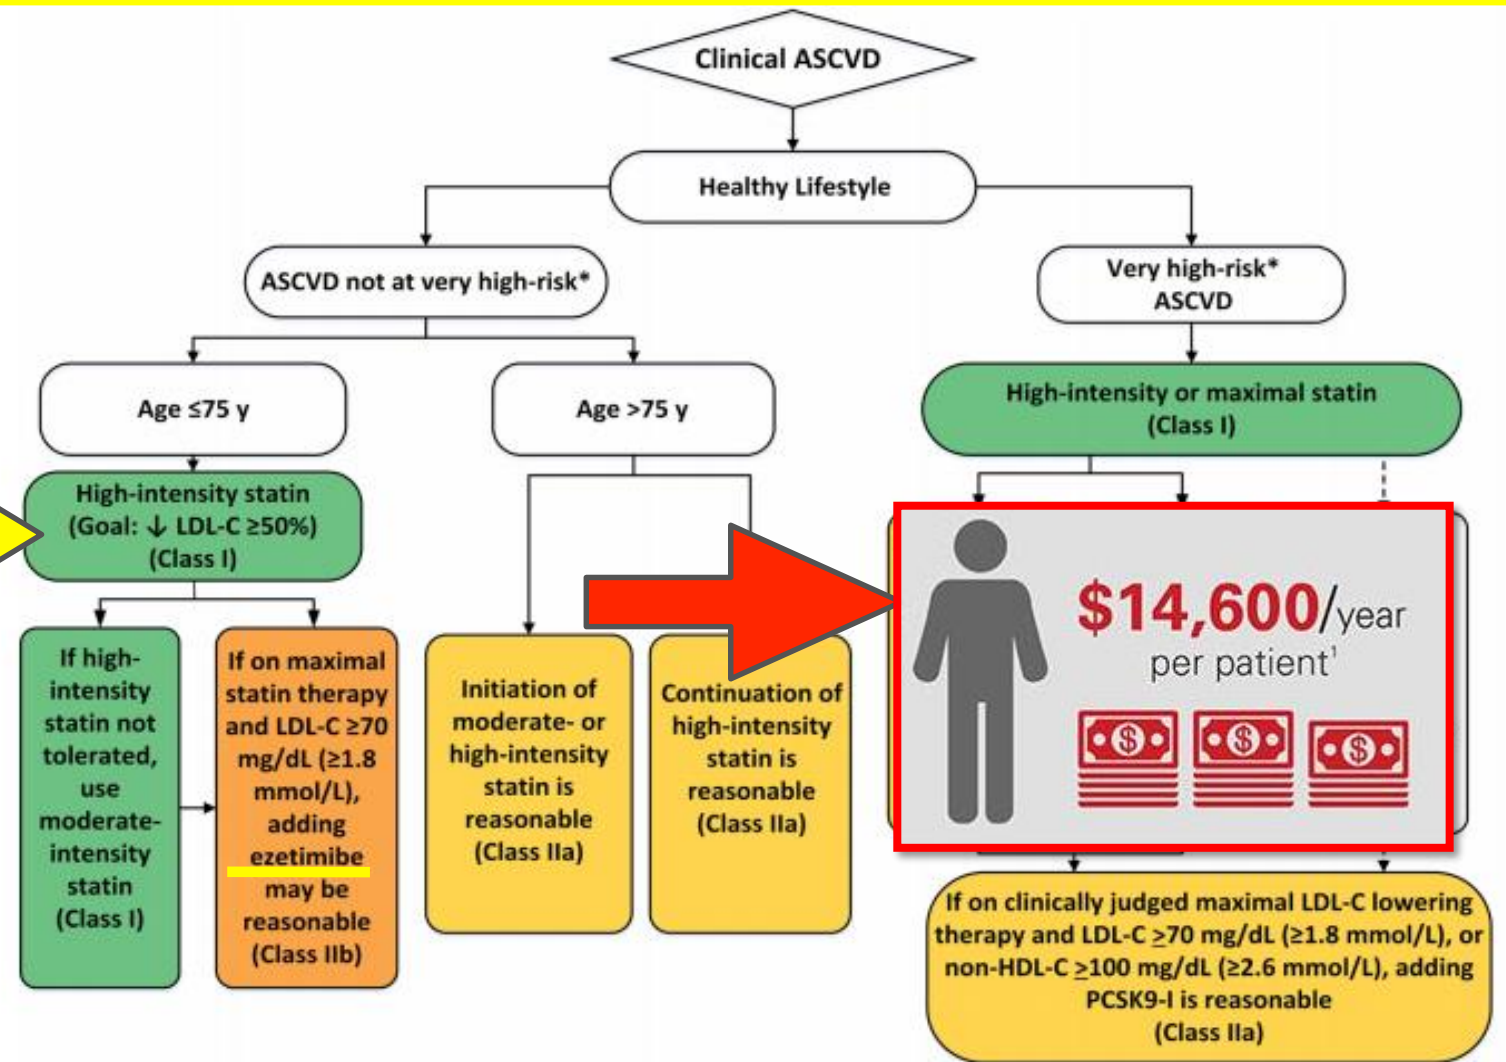 Clinical ASCVD
Healthy Lifestyle
ASCVD not at very high-risk*
Very high-risk*
ASCVD
Age ≤75 y
Age >75 y
High-intensity or maximal statin
(Class I)
High-intensity statin
(Goal: ↓ LDL-C ≥50%)
(Class I)
If high-
intensity
statin not
tolerated,
use
moderate-
intensity
statin
(Class I)
If on maximal
statin therapy
and LDL-C ≥70
mg/dL (≥1.8
mmol/L),
adding
ezetimibe
may be
reasonable
(Class IIb)
Initiation of
moderate- or
high-intensity
statin is
reasonable
(Class IIa)
Continuation of
high-intensity
statin is
reasonable
(Class IIa)
$14,600/year
per patient¹
$ $ $
If on clinically judged maximal LDL-C lowering
therapy and LDL-C ≥70 mg/dL (≥1.8 mmol/L), or
non-HDL-C ≥100 mg/dL (≥2.6 mmol/L), adding
PCSK9-I is reasonable
(Class IIa)